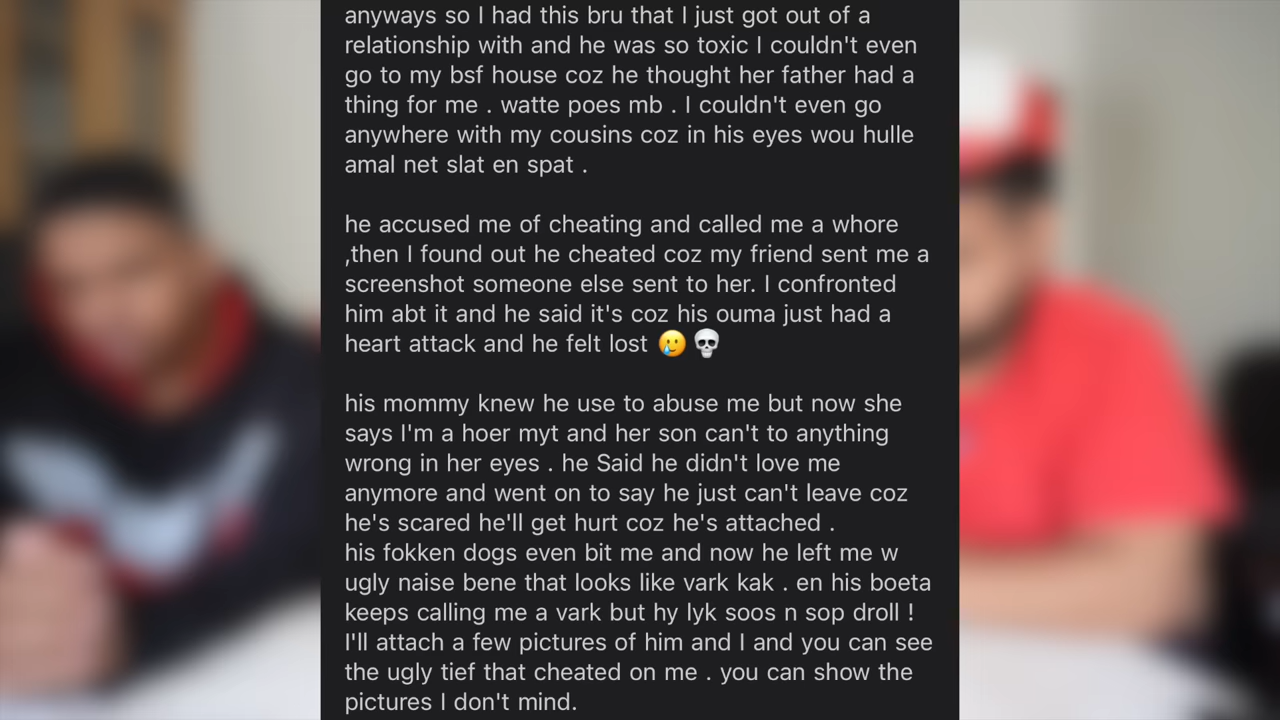 anyways so I had this bru that I just got out of a
relationship with and he was so toxic I couldn't even
go to my bsf house coz he thought her father had a
thing for me . watte poes mb . I couldn't even go
anywhere with my cousins coz in his eyes wou hulle
amal net slat en spat .
he accused me of cheating and called me a whore
,then I found out he cheated coz my friend sent me a
screenshot someone else sent to her. I confronted
him abt it and he said it's coz his ouma just had a
heart attack and he felt lost 🥲💀
his mommy knew he use to abuse me but now she
says I'm a hoer myt and her son can't to anything
wrong in her eyes . he Said he didn't love me
anymore and went on to say he just can't leave coz
he's scared he'll get hurt coz he's attached .
his fokken dogs even bit me and now he left me w
ugly naise bene that looks like vark kak . en his boeta
keeps calling me a vark but hy lyk soos n sop droll !
I'll attach a few pictures of him and I and you can see
the ugly tief that cheated on me . you can show the
pictures I don't mind.